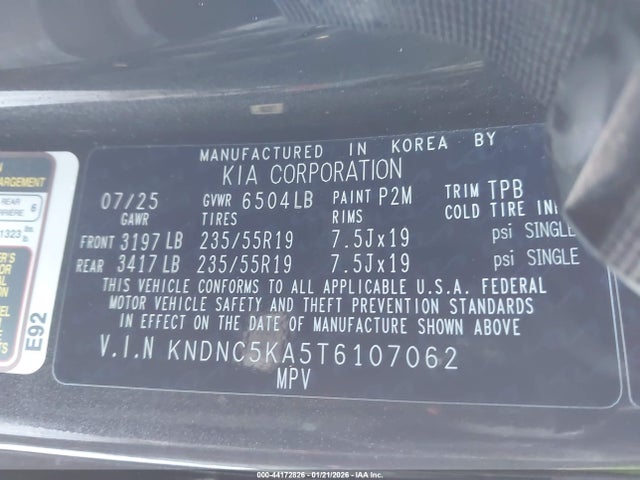 MANUFACTURED IN KOREA BY
KIA CORPORATION
07/25 GVWR 6504LB PAINT P2M TRIM TPB
GAWR TIRES RIMS COLD TIRE
FRONT 3197 LB 235/55R19 7.5Jx19 psi SINGLE
REAR 3417 LB 235/55R19 7.5Jx19 psi SINGLE
THIS VEHICLE CONFORMS TO ALL APPLICABLE U.S.A. FEDERAL
MOTOR VEHICLE SAFETY AND THEFT PREVENTION STANDARDS
IN EFFECT ON THE DATE OF MANUFACTURE SHOWN ABOVE
V.I.N KNDNC5KA5T6107062
MPV
REAR
6
1323
E92
000-44172826 - 01/21/2026 - IAA Inc.